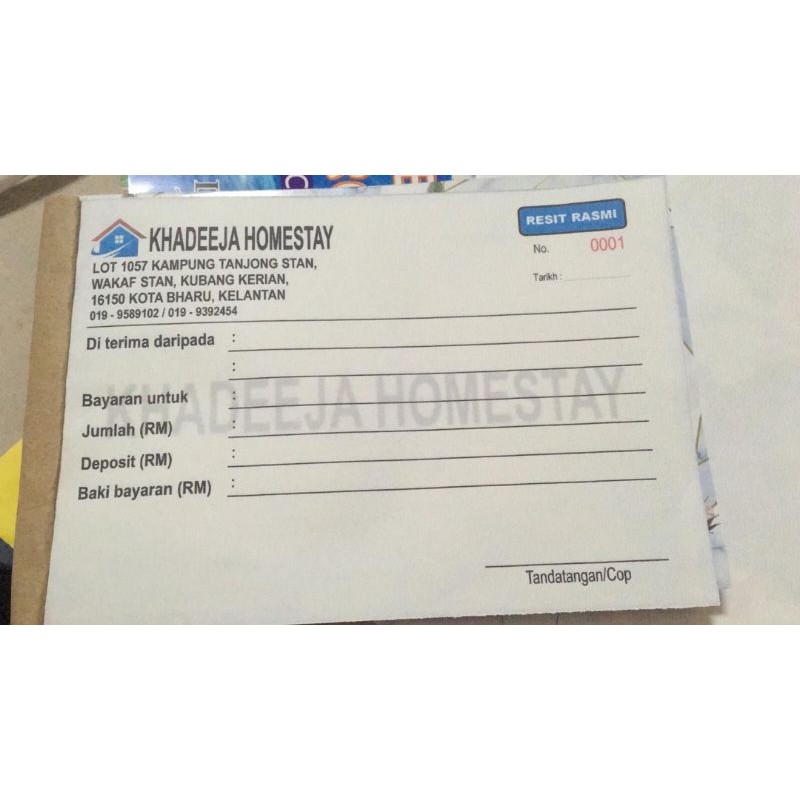 KHADEEJA HOMESTAY
LOT 1057 KAMPUNG TANJONG STAN,
WAKAF STAN, KUBANG KERIAN,
16150 KOTA BHARU, KELANTAN
019 - 9589102 / 019 - 9392454
RESIT RASMI
No. 0001
Tarikh :
Di terima daripada :
:
Bayaran untuk :
Jumlah (RM) :
Deposit (RM) :
Baki bayaran (RM) :
KHADEEJA HOMESTAY
Tandatangan/Cop